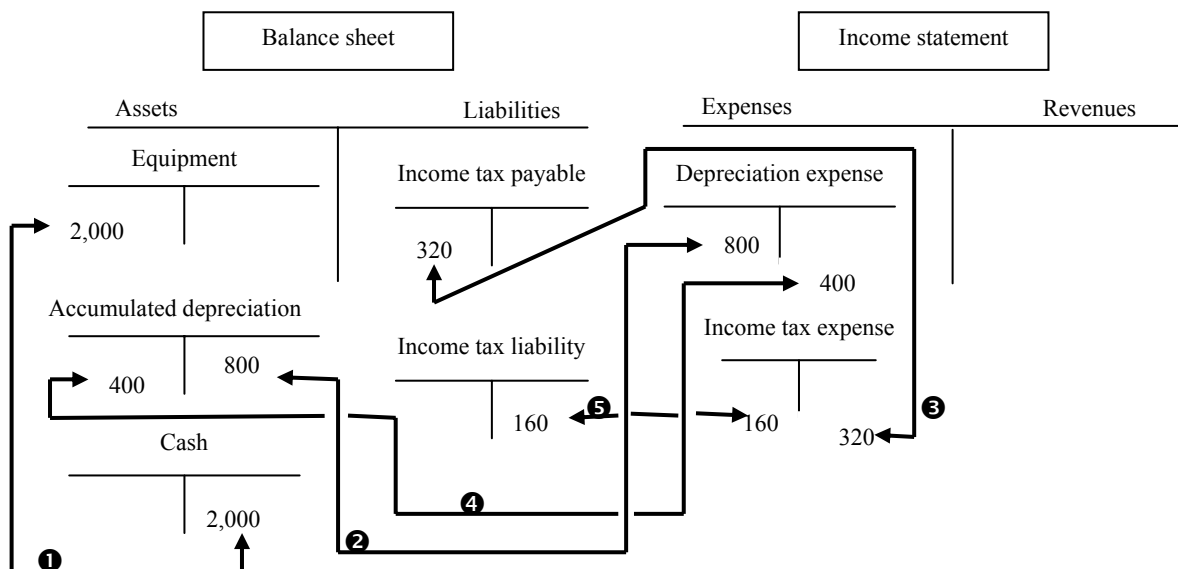 Balance sheet
Income statement
Assets
Liabilities
Expenses
Revenues
Equipment
Income tax payable
Depreciation expense
2,000
320
800
400
Accumulated depreciation
Income tax liability
Income tax expense
400
800
160
❺
160
320
❸
Cash
2,000
❹
❷
❶